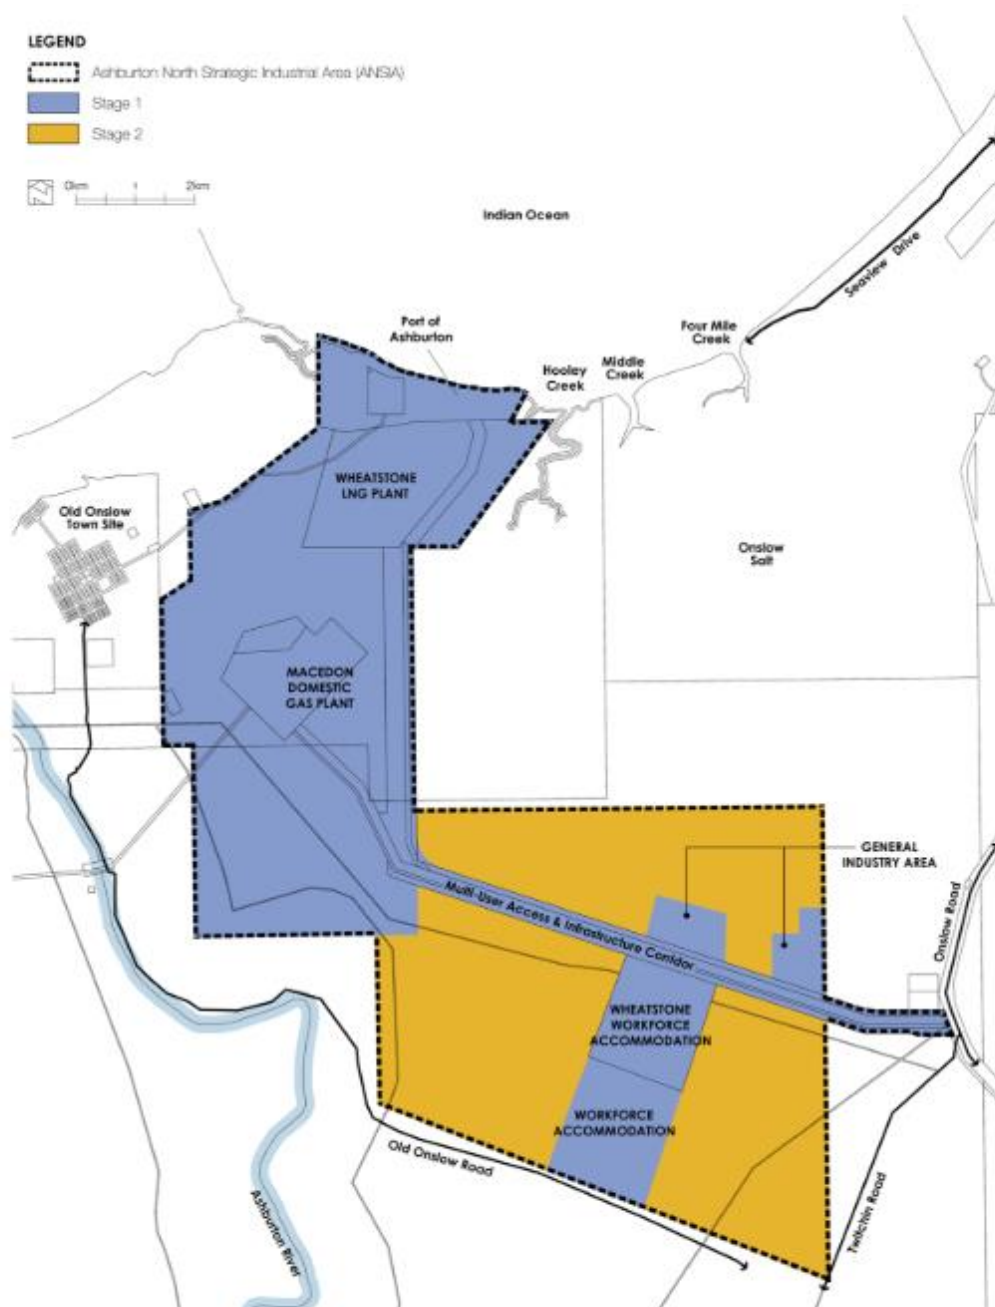 LEGEND
Ashburton North Strategic Industrial Area (ANSIA)
Stage 1
Stage 2
0km 1 2km
Indian Ocean
Seaview Drive
Port of
Ashburton
Four Mile
Creek
Hooley
Creek
Middle
Creek
WHEATSTONE
LNG PLANT
Old Onslow
Town Site
Onslow
Salt
MACEDON
DOMESTIC
GAS PLANT
GENERAL
INDUSTRY AREA
Multi-User Access & Infrastructure Corridor
Onslow Road
WHEATSTONE
WORKFORCE
ACCOMMODATION
WORKFORCE
ACCOMMODATION
Old Onslow Road
Ashburton River
Twitchin Road